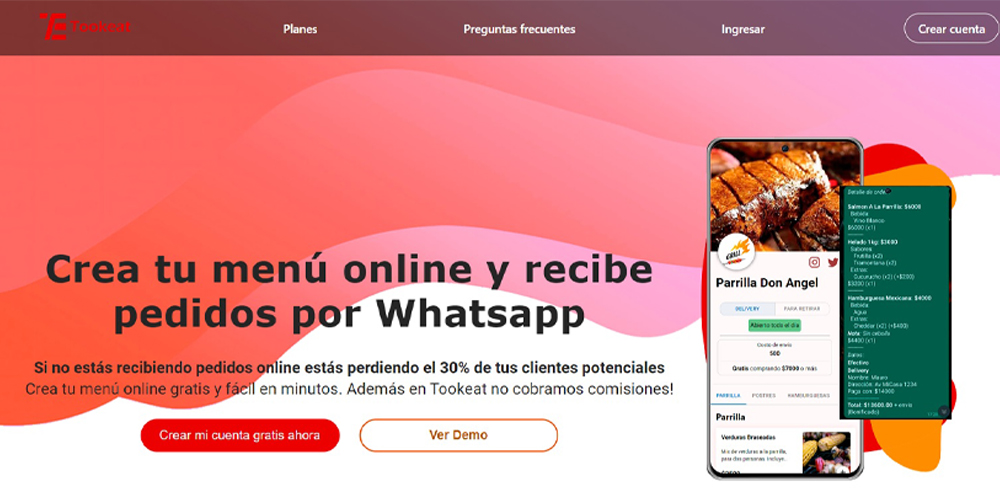 Tookeat
Planes
Preguntas frecuentes
Ingresar
Crear cuenta
Crea tu menú online y recibe
pedidos por Whatsapp
Si no estás recibiendo pedidos online estás perdiendo el 30% de tus clientes potenciales
Crea tu menú online gratis y fácil en minutos. Además en Tookeat no cobramos comisiones!
Crear mi cuenta gratis ahora
Ver Demo
GRILL
Parrilla Don Angel
DELIVERY
PARA RETIRAR
Abierto todo el día
Costo de envío
500
Gratis comprando $7000 o más
PARRILLA
POSTRES
HAMBURGUESAS
Parrilla
Verduras Braseadas
Mix de verduras a la parrilla,
para dos personas. Incluye..
Detalle de orde
Salmon A La Parrilla: $6000
Bebida
Vino Blanco
$6000 (x1)
Helado 1kg: $3000
Sabores
Frutilla (x2)
Tramontana (x2)
Extras:
Cucurucho (x2) (+$200)
$3200 (x1)
Hamburguesa Mexicana: $4000
Bebida
Agua
Extras:
Cheddar (x2) (+$400)
Nota: Sin cebolla
$4400 (x1)
Datos:
Efectivo
Delivery
Nombre: Mauro
Dirección: Av MiCasa 1234
Paga con: $14000
Total: $13600.00 + envío
(Bonificado)